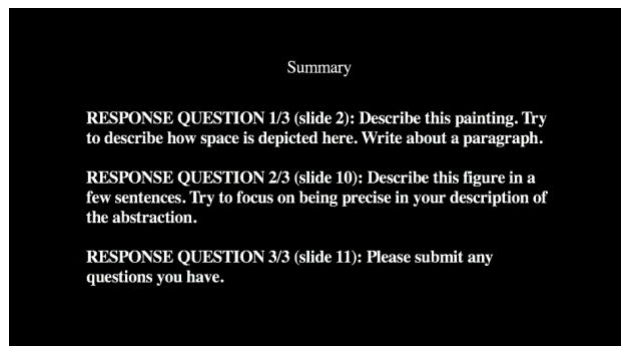 Summary
RESPONSE QUESTION 1/3 (slide 2): Describe this painting. Try
to describe how space is depicted here. Write about a paragraph.
RESPONSE QUESTION 2/3 (slide 10): Describe this figure in a
few sentences. Try to focus on being precise in your description of
the abstraction.
RESPONSE QUESTION 3/3 (slide 11): Please submit any
questions you have.